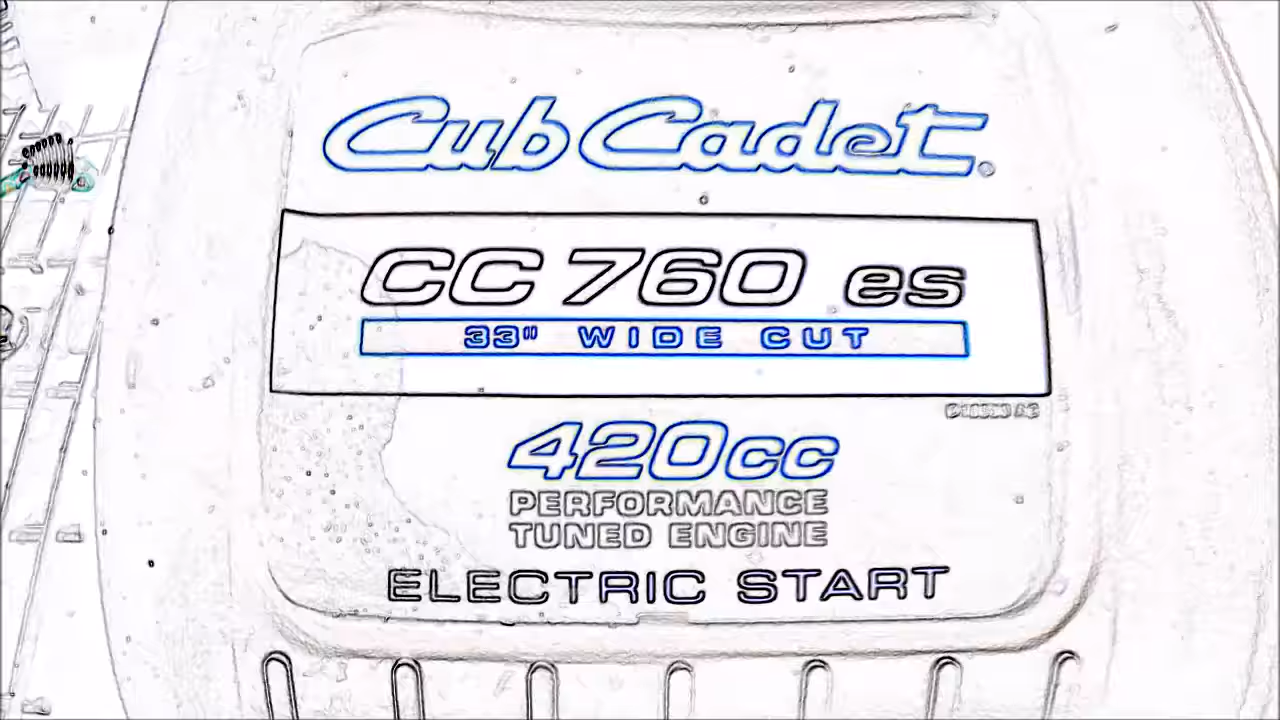 Cub Cadet
CC 760 es
33" WIDE CUT
420cc
PERFORMANCE
TUNED ENGINE
ELECTRIC START